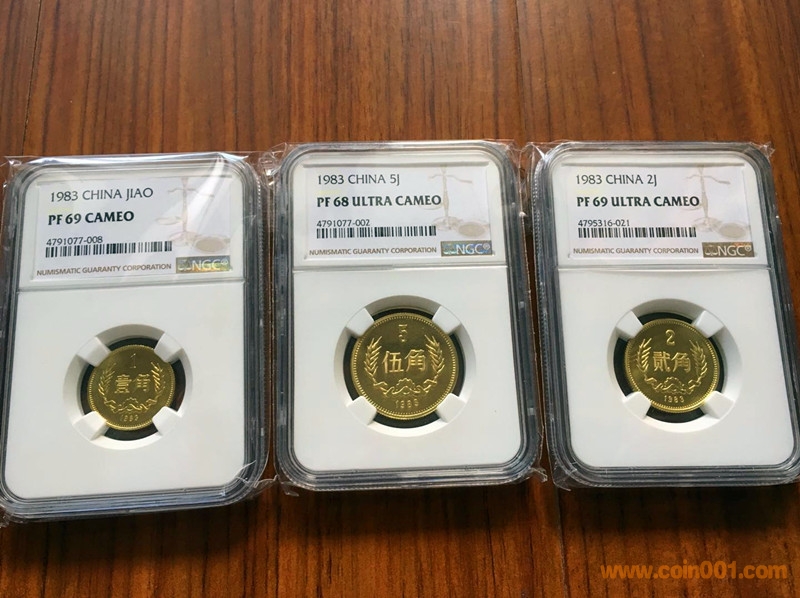 1983 CHINA JIAO
PF 69 CAMEO
4791077-008
NUMISMATIC GUARANTY CORPORATION
NGC
1983 CHINA 5J
PF 68 ULTRA CAMEO
4791077-002
NUMISMATIC GUARANTY CORPORATION
NGC
1983 CHINA 2J
PF 69 ULTRA CAMEO
4795316-021
NUMISMATIC GUARANTY CORPORATION
NGC
1
壹角
1983
5
伍角
1983
2
贰角
1983
www.coin001.com